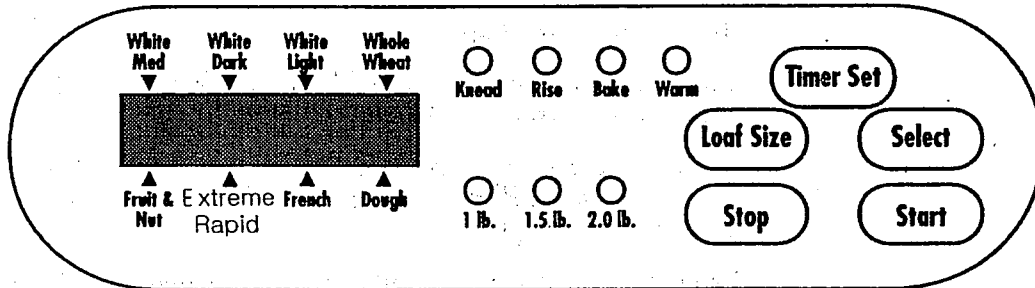 White White White Whole
Med Dark Light Wheat
Knead Rise Bake Warm
Timer Set
Loaf Size Select
Fruit & Extreme French Dough
Nut Rapid
1 lb. 1.5 lb. 2.0 lb.
Stop Start